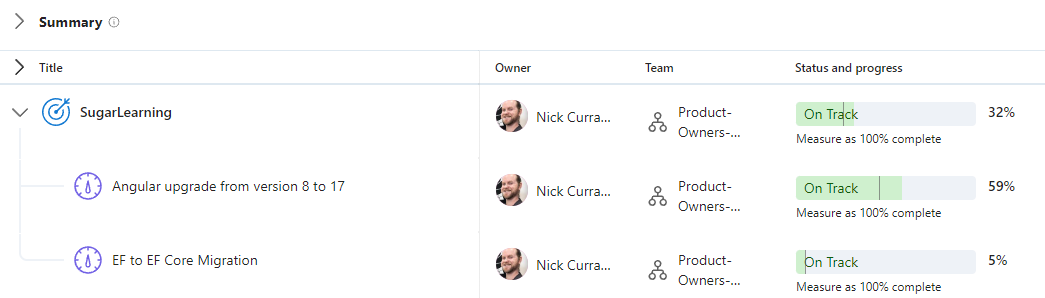 Summary
Title Owner Team Status and progress
SugarLearning Nick Curra... Product-Owners-... On Track 32%
Measure as 100% complete
Angular upgrade from version 8 to 17 Nick Curra... Product-Owners-... On Track 59%
Measure as 100% complete
EF to EF Core Migration Nick Curra... Product-Owners-... On Track 5%
Measure as 100% complete